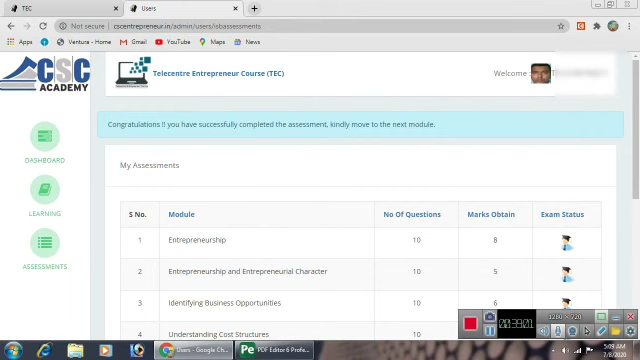 TEC
Users
Not secure | cscentrepreneur.in/admin/users/isbassessments
Apps
Ventura - Home
Gmail
YouTube
Maps
News
CSC
ACADEMY
Telecentre Entrepreneur Course (TEC)
Welcome : T
Congratulations !! you have successfully completed the assessment, kindly move to the next module.
DASHBOARD
LEARNING
ASSESSMENTS
My Assessments
S No. Module No Of Questions Marks Obtain Exam Status
1 Entrepreneurship 10 8
2 Entrepreneurship and Entrepreneurial Character 10 5
3 Identifying Business Opportunities 10 6
4 Understanding Cost Structures 10
1280 × 720
Users - Google Ch...
PDF Editor 6 Profe...
5:09 AM
7/8/2020